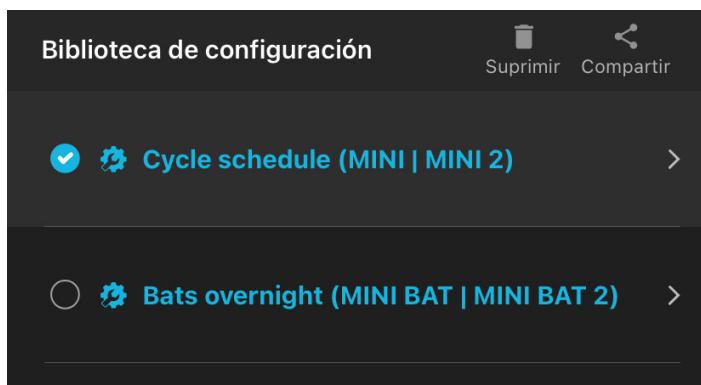 Biblioteca de configuración
Suprimir
Compartir
Cycle schedule (MINI | MINI 2)
Bats overnight (MINI BAT | MINI BAT 2)